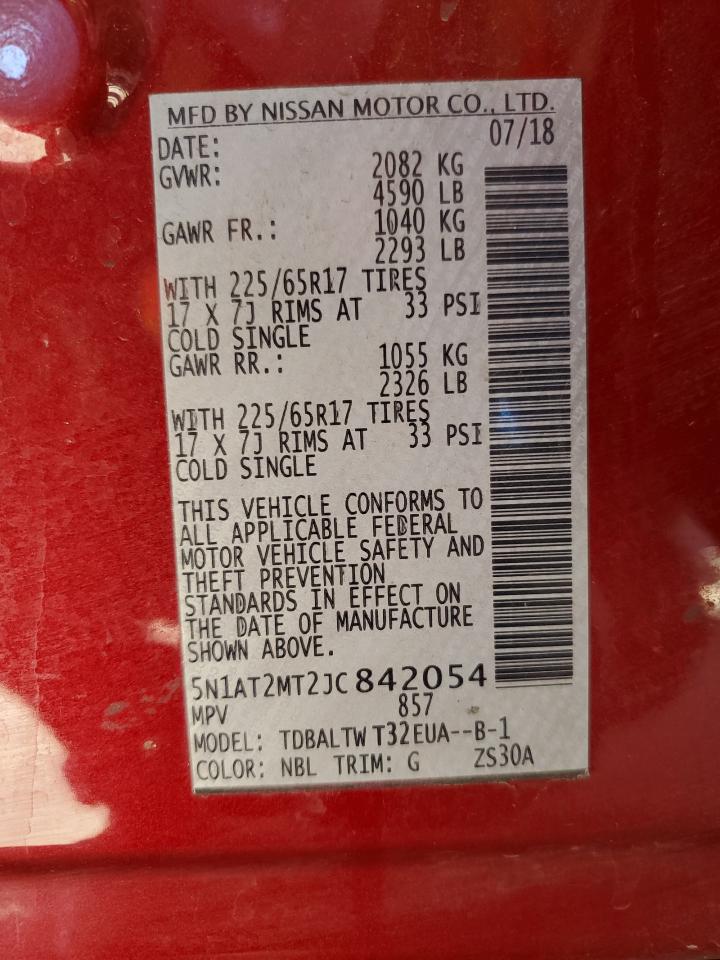 MFD BY NISSAN MOTOR CO., LTD.
DATE: 07/18
GVWR: 2082 KG
4590 LB
GAWR FR.: 1040 KG
2293 LB
WITH 225/65R17 TIRES
17 X 7J RIMS AT 33 PSI
COLD SINGLE
GAWR RR.: 1055 KG
2326 LB
WITH 225/65R17 TIRES
17 X 7J RIMS AT 33 PSI
COLD SINGLE
THIS VEHICLE CONFORMS TO
ALL APPLICABLE FEDERAL
MOTOR VEHICLE SAFETY AND
THEFT PREVENTION
STANDARDS IN EFFECT ON
THE DATE OF MANUFACTURE
SHOWN ABOVE.
5N1AT2MT2JC842054
MPV 857
MODEL: TDBALTWT32EUA--B-1
COLOR: NBL TRIM: G ZS30A